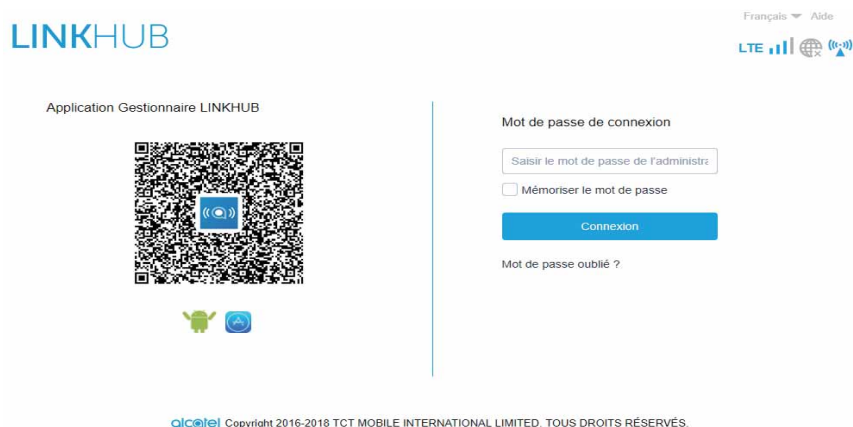 Français Aide
LINKHUB
LTE
Application Gestionnaire LINKHUB
Mot de passe de connexion
Saisir le mot de passe de l'administra
Mémoriser le mot de passe
Connexion
Mot de passe oublié ?
alcatel Copyright 2016-2018 TCT MOBILE INTERNATIONAL LIMITED. TOUS DROITS RÉSERVÉS.